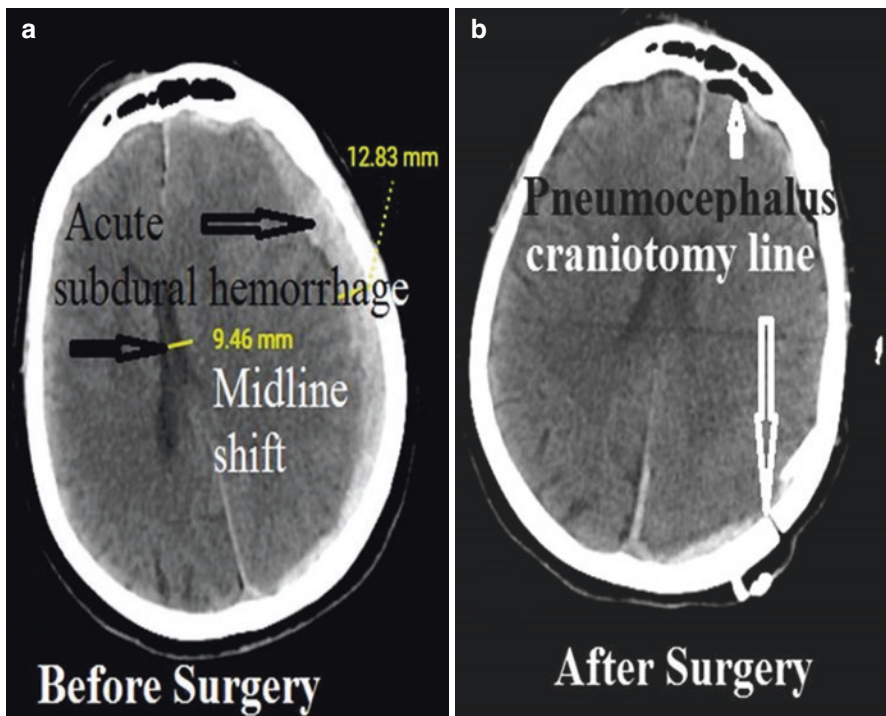 a
12.83 mm
Acute
subdural hemorrhage
9.46 mm
Midline
shift
Before Surgery
b
Pneumocephalus
craniotomy line
After Surgery